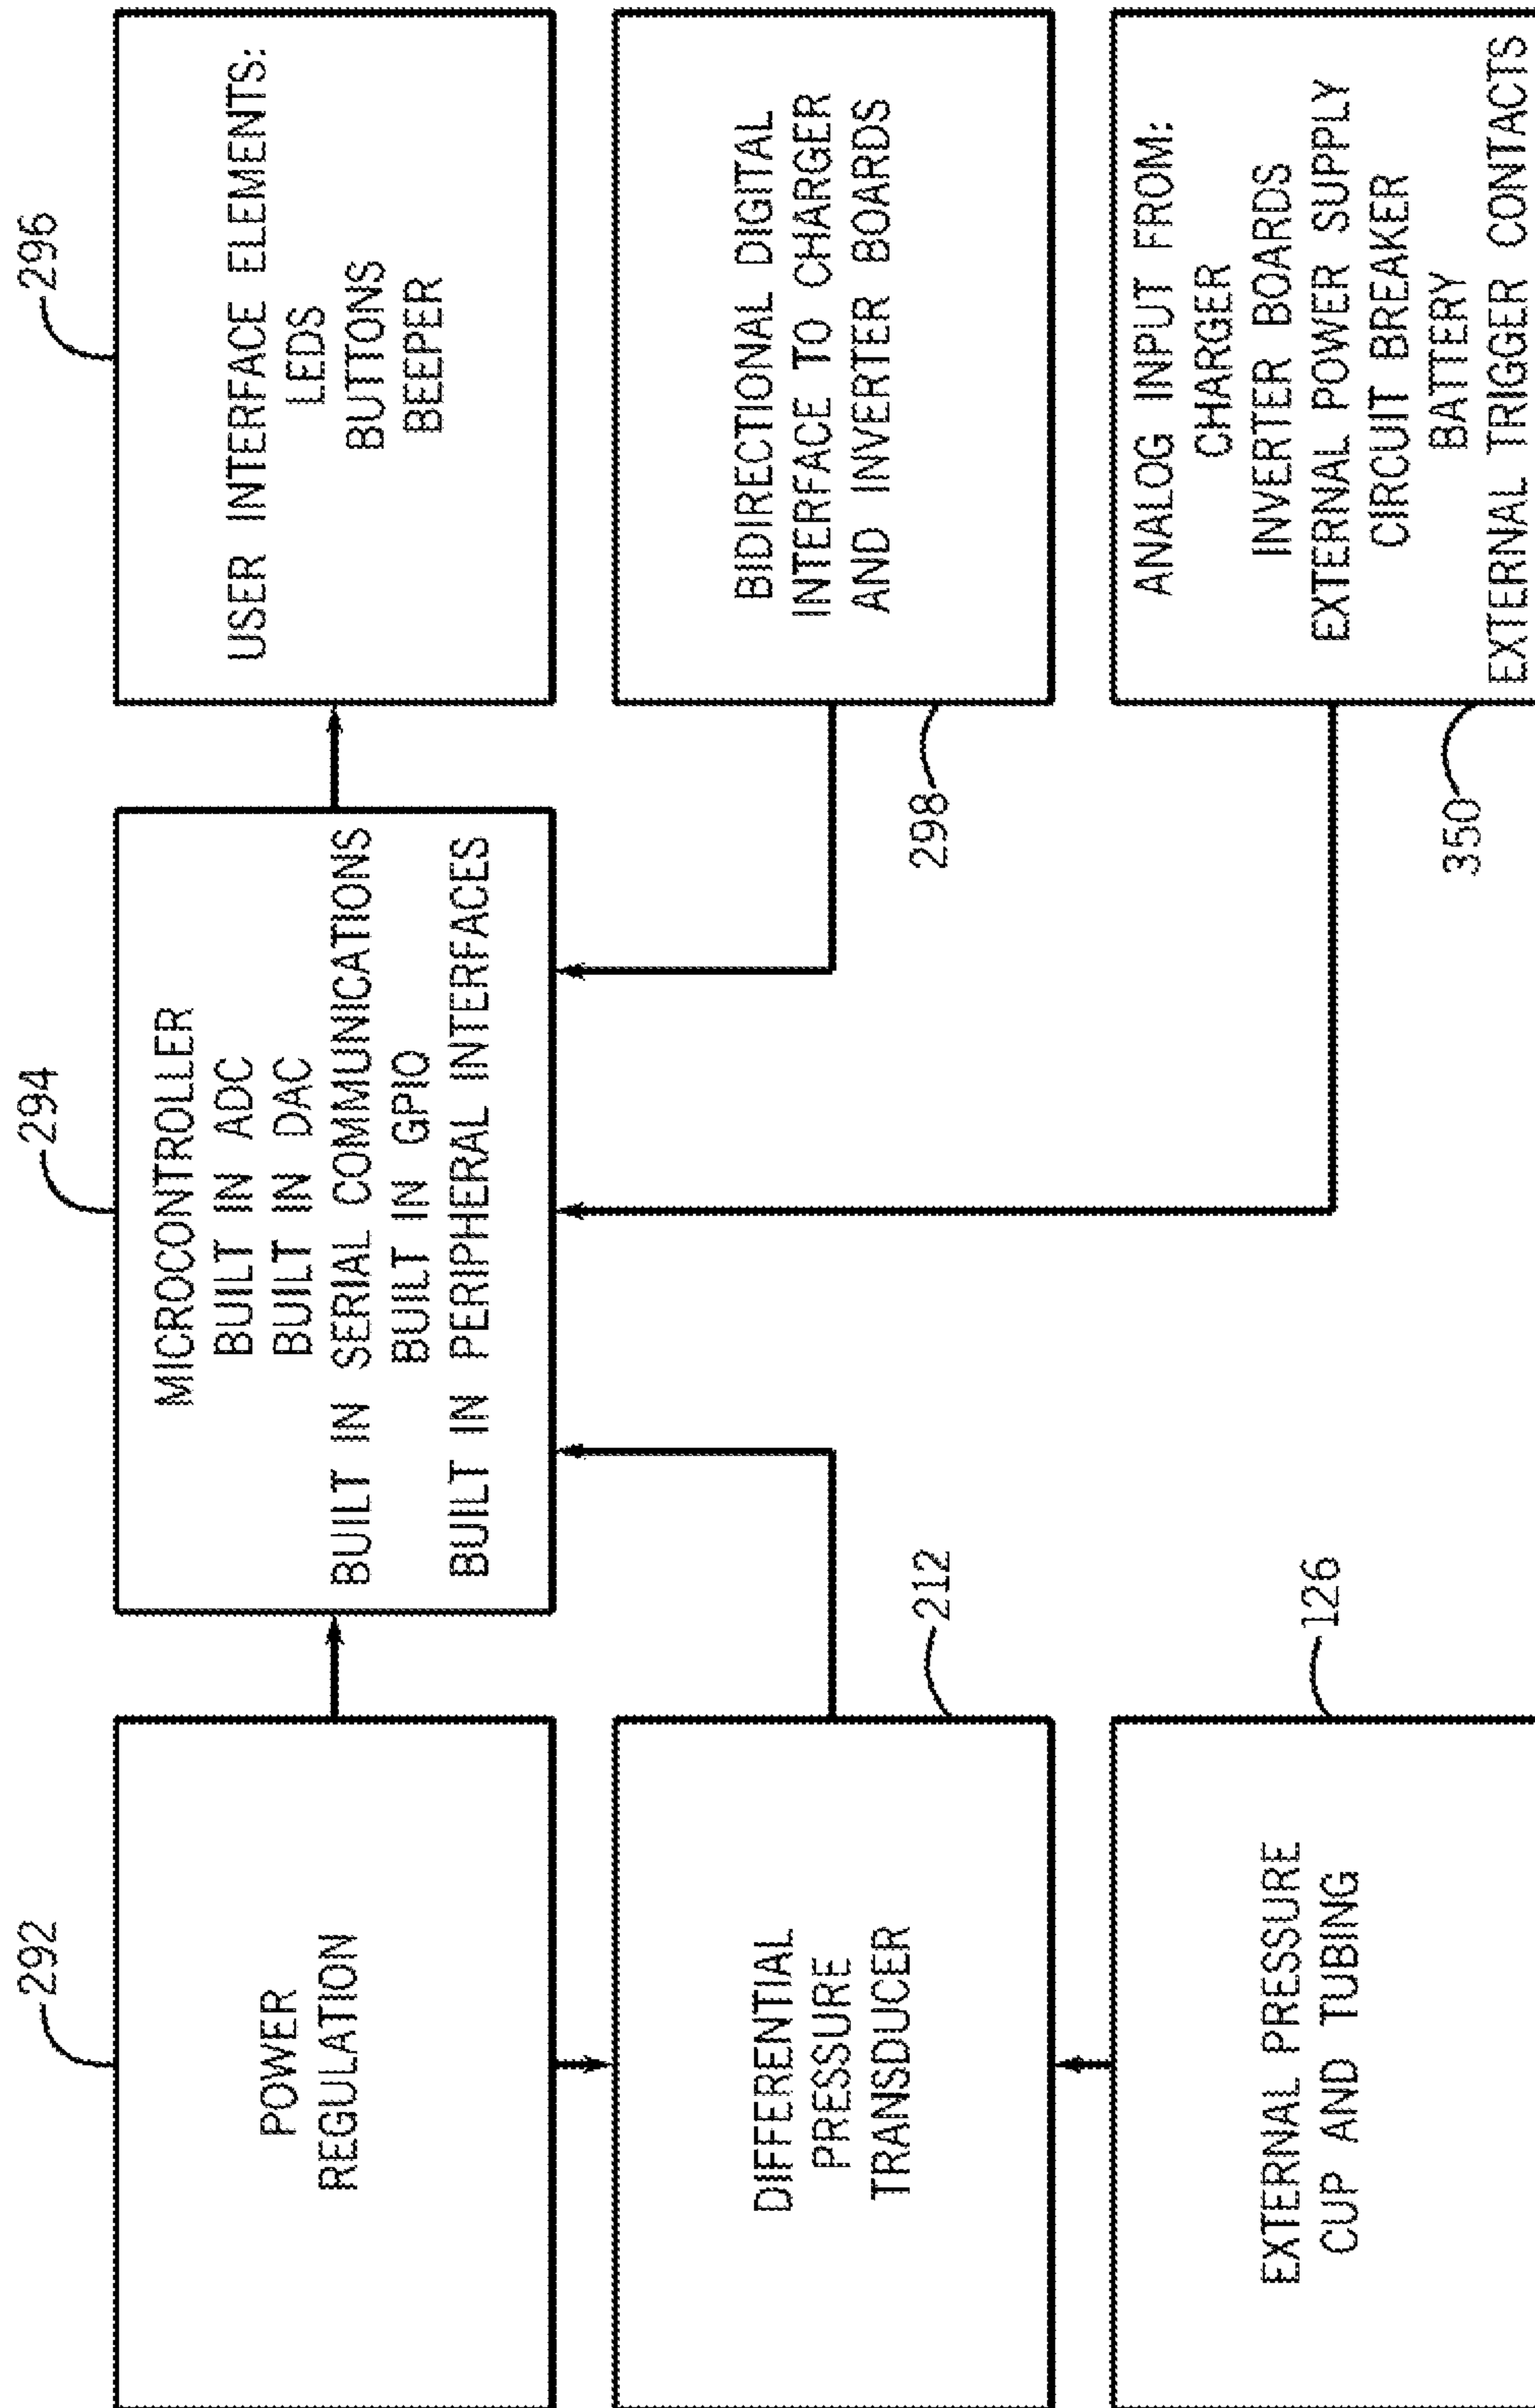 292
POWER
REGULATION
294
MICROCONTROLLER
BUILT IN ADC
BUILT IN DAC
BUILT IN SERIAL COMMUNICATIONS
BUILT IN GPIO
BUILT IN PERIPHERAL INTERFACES
296
USER INTERFACE ELEMENTS:
LEDS
BUTTONS
BEEPER
DIFFERENTIAL
PRESSURE
TRANSDUCER
212
BIDIRECTIONAL DIGITAL
INTERFACE TO CHARGER
AND INVERTER BOARDS
298
EXTERNAL PRESSURE
CUP AND TUBING
126
ANALOG INPUT FROM:
CHARGER
INVERTER BOARDS
EXTERNAL POWER SUPPLY
CIRCUIT BREAKER
BATTERY
EXTERNAL TRIGGER CONTACTS
350